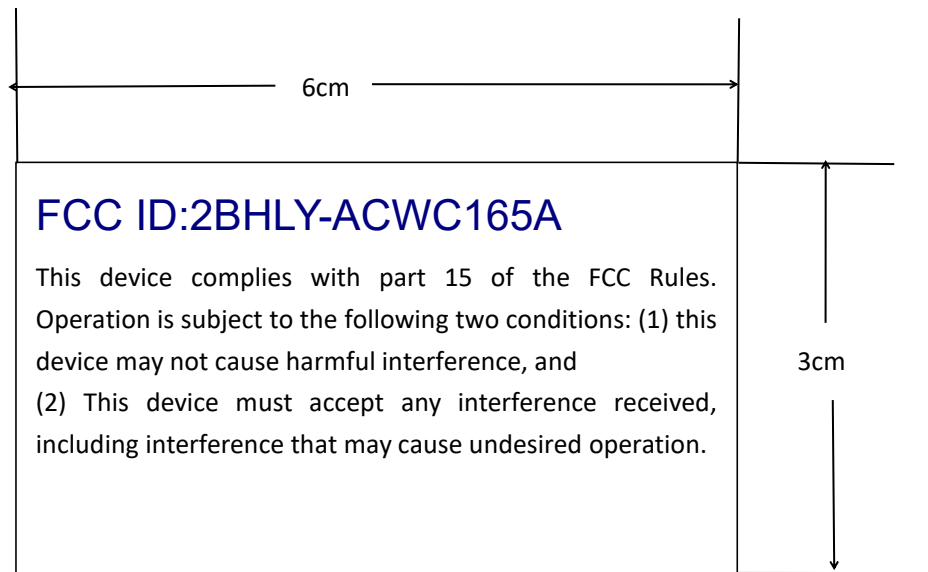 6cm
FCC ID:2BHLY-ACWC165A
This device complies with part 15 of the FCC Rules.
Operation is subject to the following two conditions: (1) this
device may not cause harmful interference, and
(2) This device must accept any interference received,
including interference that may cause undesired operation.
3cm